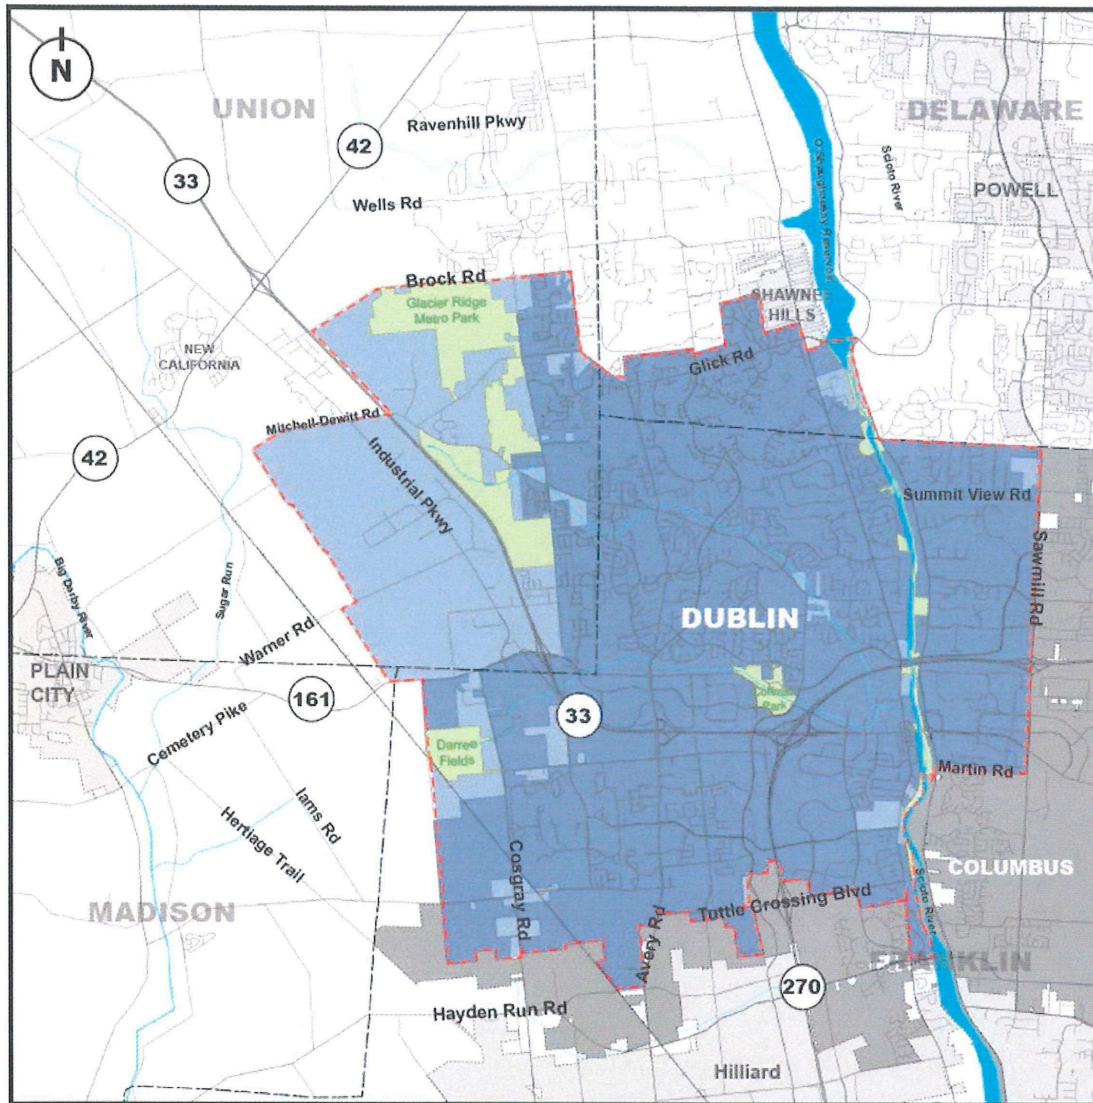 N
UNION
DELAWARE
Ravenhill Pkwy
42
33
Scioto River
O'Shaughnessy Reservoir
POWELL
Wells Rd
Brock Rd
Glacier Ridge
Metro Park
SHAWNEE
HILLS
NEW
CALIFORNIA
Glick Rd
Mitchell-Dewitt Rd
42
Industrial Pkwy
Summit View Rd
Sawmill Rd
Big Darby River
Sugar Run
DUBLIN
Warner Rd
PLAIN
CITY
161
Coffman
Park
33
Cemetery Pike
Darree
Fields
Martin Rd
Iams Rd
Hertiage Trail
Cosgray Rd
COLUMBUS
Tuttle Crossing Blvd
Scioto River
MADISON
Avery Rd
FRANKLIN
270
Hayden Run Rd
Hilliard